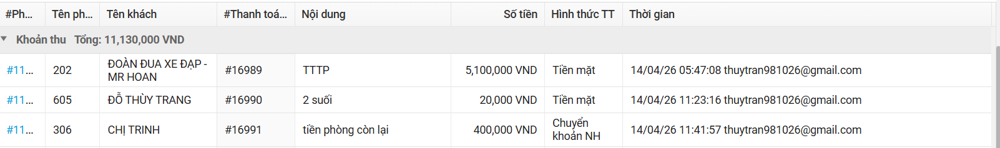 #Ph... Tên ph... Tên khách #Thanh toá... Nội dung Số tiền Hình thức TT Thời gian
Khoản thu Tổng: 11,130,000 VND
#11... 202 ĐOÀN ĐUA XE ĐẠP - MR HOAN #16989 TTTP 5,100,000 VND Tiền mặt 14/04/26 05:47:08 thuytran981026@gmail.com
#11... 605 ĐỖ THÙY TRANG #16990 2 suối 20,000 VND Tiền mặt 14/04/26 11:23:16 thuytran981026@gmail.com
#11... 306 CHỊ TRINH #16991 tiền phòng còn lại 400,000 VND Chuyển khoản NH 14/04/26 11:41:57 thuytran981026@gmail.com